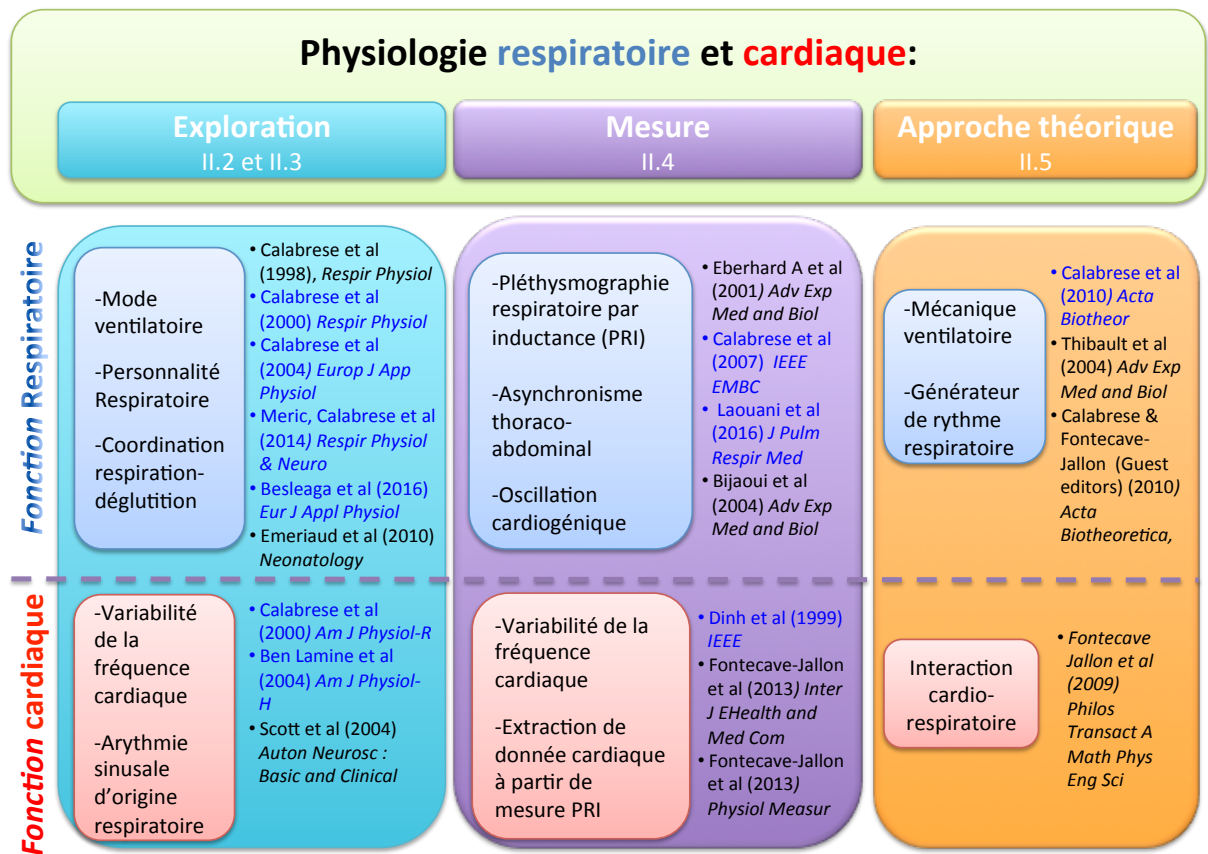 Physiologie respiratoire et cardiaque:
Exploration
II.2 et II.3
Mesure
II.4
Approche théorique
II.5
Fonction Respiratoire
-Mode
ventilatoire
-Personnalité
Respiratoire
-Coordination
respiration-
déglutition
• Calabrese et al
(1998), Respir Physiol
• Calabrese et al
(2000) Respir Physiol
• Calabrese et al
(2004) Europ J App
Physiol
• Meric, Calabrese et al
(2014) Respir Physiol
& Neuro
• Besleaga et al (2016)
Eur J Appl Physiol
• Emeriaud et al (2010)
Neonatology
-Pléthysmographie
respiratoire par
inductance (PRI)
-Asynchronisme
thoraco-
abdominal
-Oscillation
cardiogénique
• Eberhard A et al
(2001) Adv Exp
Med and Biol
• Calabrese et al
(2007) IEEE
EMBC
• Laouani et al
(2016) J Pulm
Respir Med
• Bijaoui et al
(2004) Adv Exp
Med and Biol
-Mécanique
ventilatoire
-Générateur
de rythme
respiratoire
• Calabrese et al
(2010) Acta
Biotheor
• Thibault et al
(2004) Adv Exp
Med and Biol
• Calabrese &
Fontecave-
Jallon (Guest
editors) (2010)
Acta
Biotheoretica,
Fonction cardiaque
-Variabilité
de la
fréquence
cardiaque
-Arythmie
sinusale
d'origine
respiratoire
• Calabrese et al
(2000) Am J Physiol-R
• Ben Lamine et al
(2004) Am J Physiol-
H
• Scott et al (2004)
Auton Neurosc :
Basic and Clinical
-Variabilité de la
fréquence
cardiaque
-Extraction de
donnée cardiaque
à partir de
mesure PRI
• Dinh et al (1999)
IEEE
• Fontecave-Jallon
et al (2013) Inter
J EHealth and
Med Com
• Fontecave-Jallon
et al (2013)
Physiol Measur
Interaction
cardio-
respiratoire
• Fontecave
Jallon et al
(2009)
Philos
Transact A
Math Phys
Eng Sci